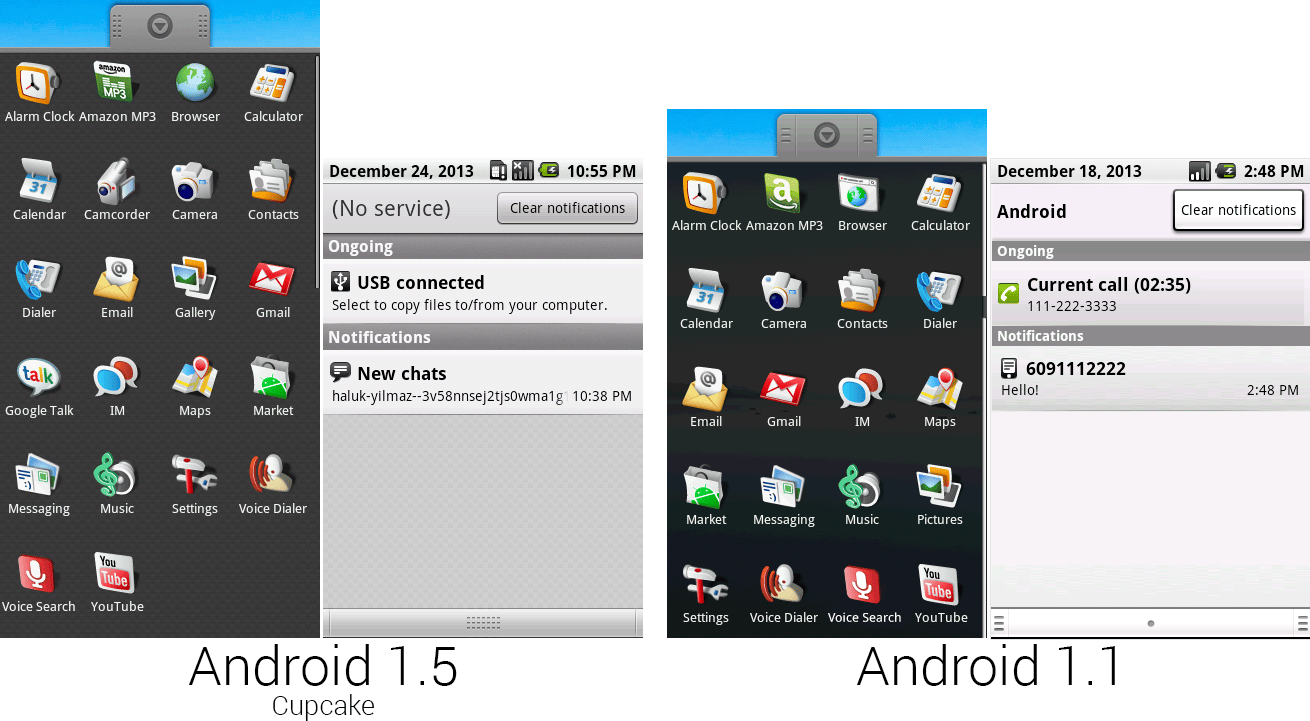 Alarm Clock Amazon MP3 Browser Calculator
Calendar Camcorder Camera Contacts
Dialer Email Gallery Gmail
Google Talk IM Maps Market
Messaging Music Settings Voice Dialer
Voice Search YouTube
amazon
MP3
31
talk
You
Tube
December 24, 2013 10:55 PM
(No service) Clear notifications
Ongoing
USB connected
Select to copy files to/from your computer.
Notifications
New chats
haluk-yilmaz--3v58nnsej2tjs0wma1g 10:38 PM
Android 1.5
Cupcake
Alarm Clock Amazon MP3 Browser Calculator
Calendar Camera Contacts Dialer
Email Gmail IM Maps
Market Messaging Music Pictures
Settings Voice Dialer Voice Search YouTube
a
31
You
Tube
December 18, 2013 2:48 PM
Android Clear notifications
Ongoing
Current call (02:35)
111-222-3333
Notifications
6091112222
Hello! 2:48 PM
Android 1.1